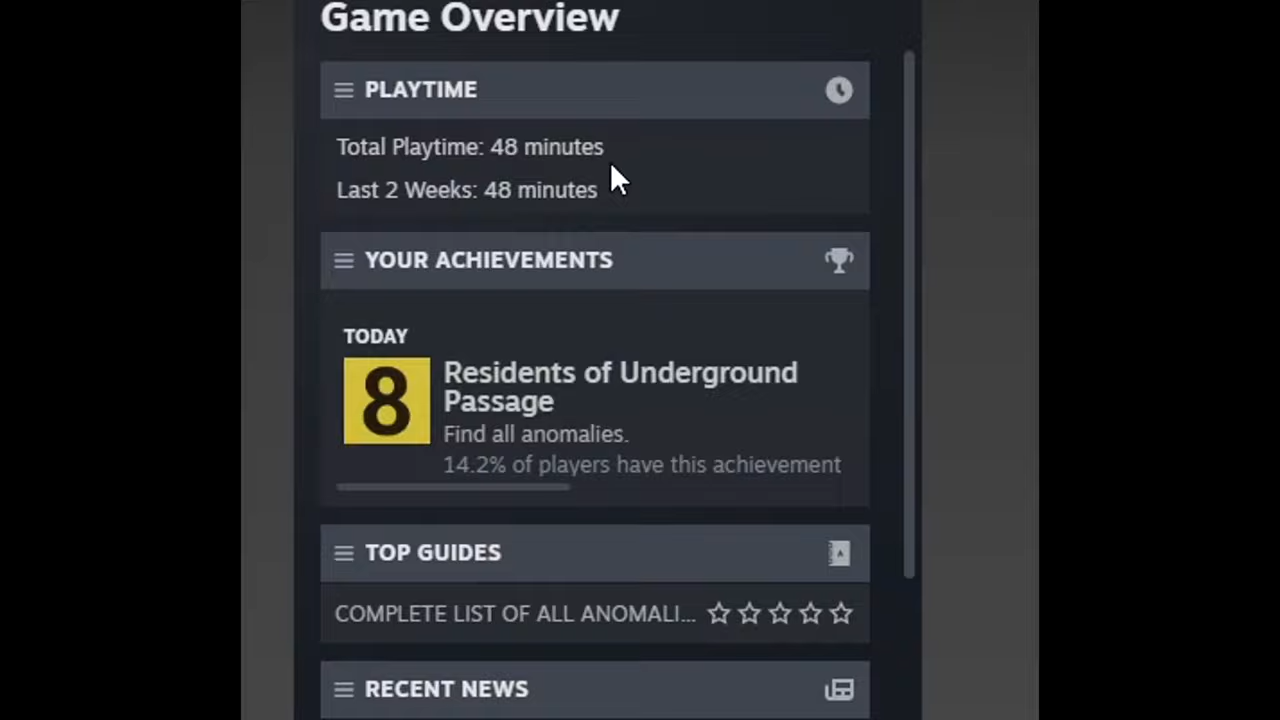 Game Overview
PLAYTIME
Total Playtime: 48 minutes
Last 2 Weeks: 48 minutes
YOUR ACHIEVEMENTS
TODAY
8
Residents of Underground
Passage
Find all anomalies.
14.2% of players have this achievement
TOP GUIDES
COMPLETE LIST OF ALL ANOMALI...
RECENT NEWS